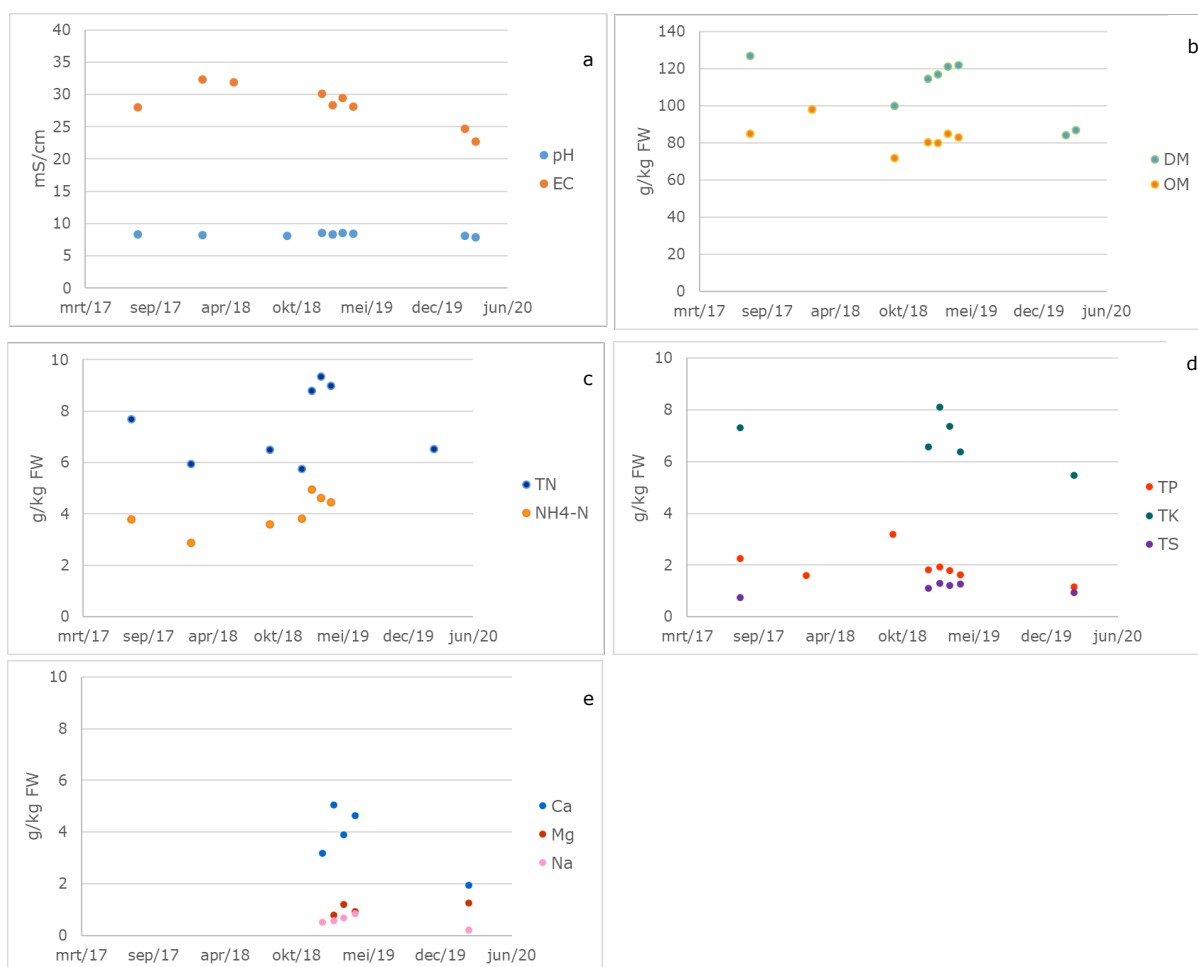 a
40
35
30
25
20
15
10
5
0
mS/cm
mrt/17 sep/17 apr/18 okt/18 mei/19 dec/19 jun/20
pH
EC
b
140
120
100
80
60
40
20
0
g/kg FW
mrt/17 sep/17 apr/18 okt/18 mei/19 dec/19 jun/20
DM
OM
c
10
8
6
4
2
0
g/kg FW
mrt/17 sep/17 apr/18 okt/18 mei/19 dec/19 jun/20
TN
NH4-N
d
10
8
6
4
2
0
g/kg FW
mrt/17 sep/17 apr/18 okt/18 mei/19 dec/19 jun/20
TP
TK
TS
e
10
8
6
4
2
0
g/kg FW
mrt/17 sep/17 apr/18 okt/18 mei/19 dec/19 jun/20
Ca
Mg
Na